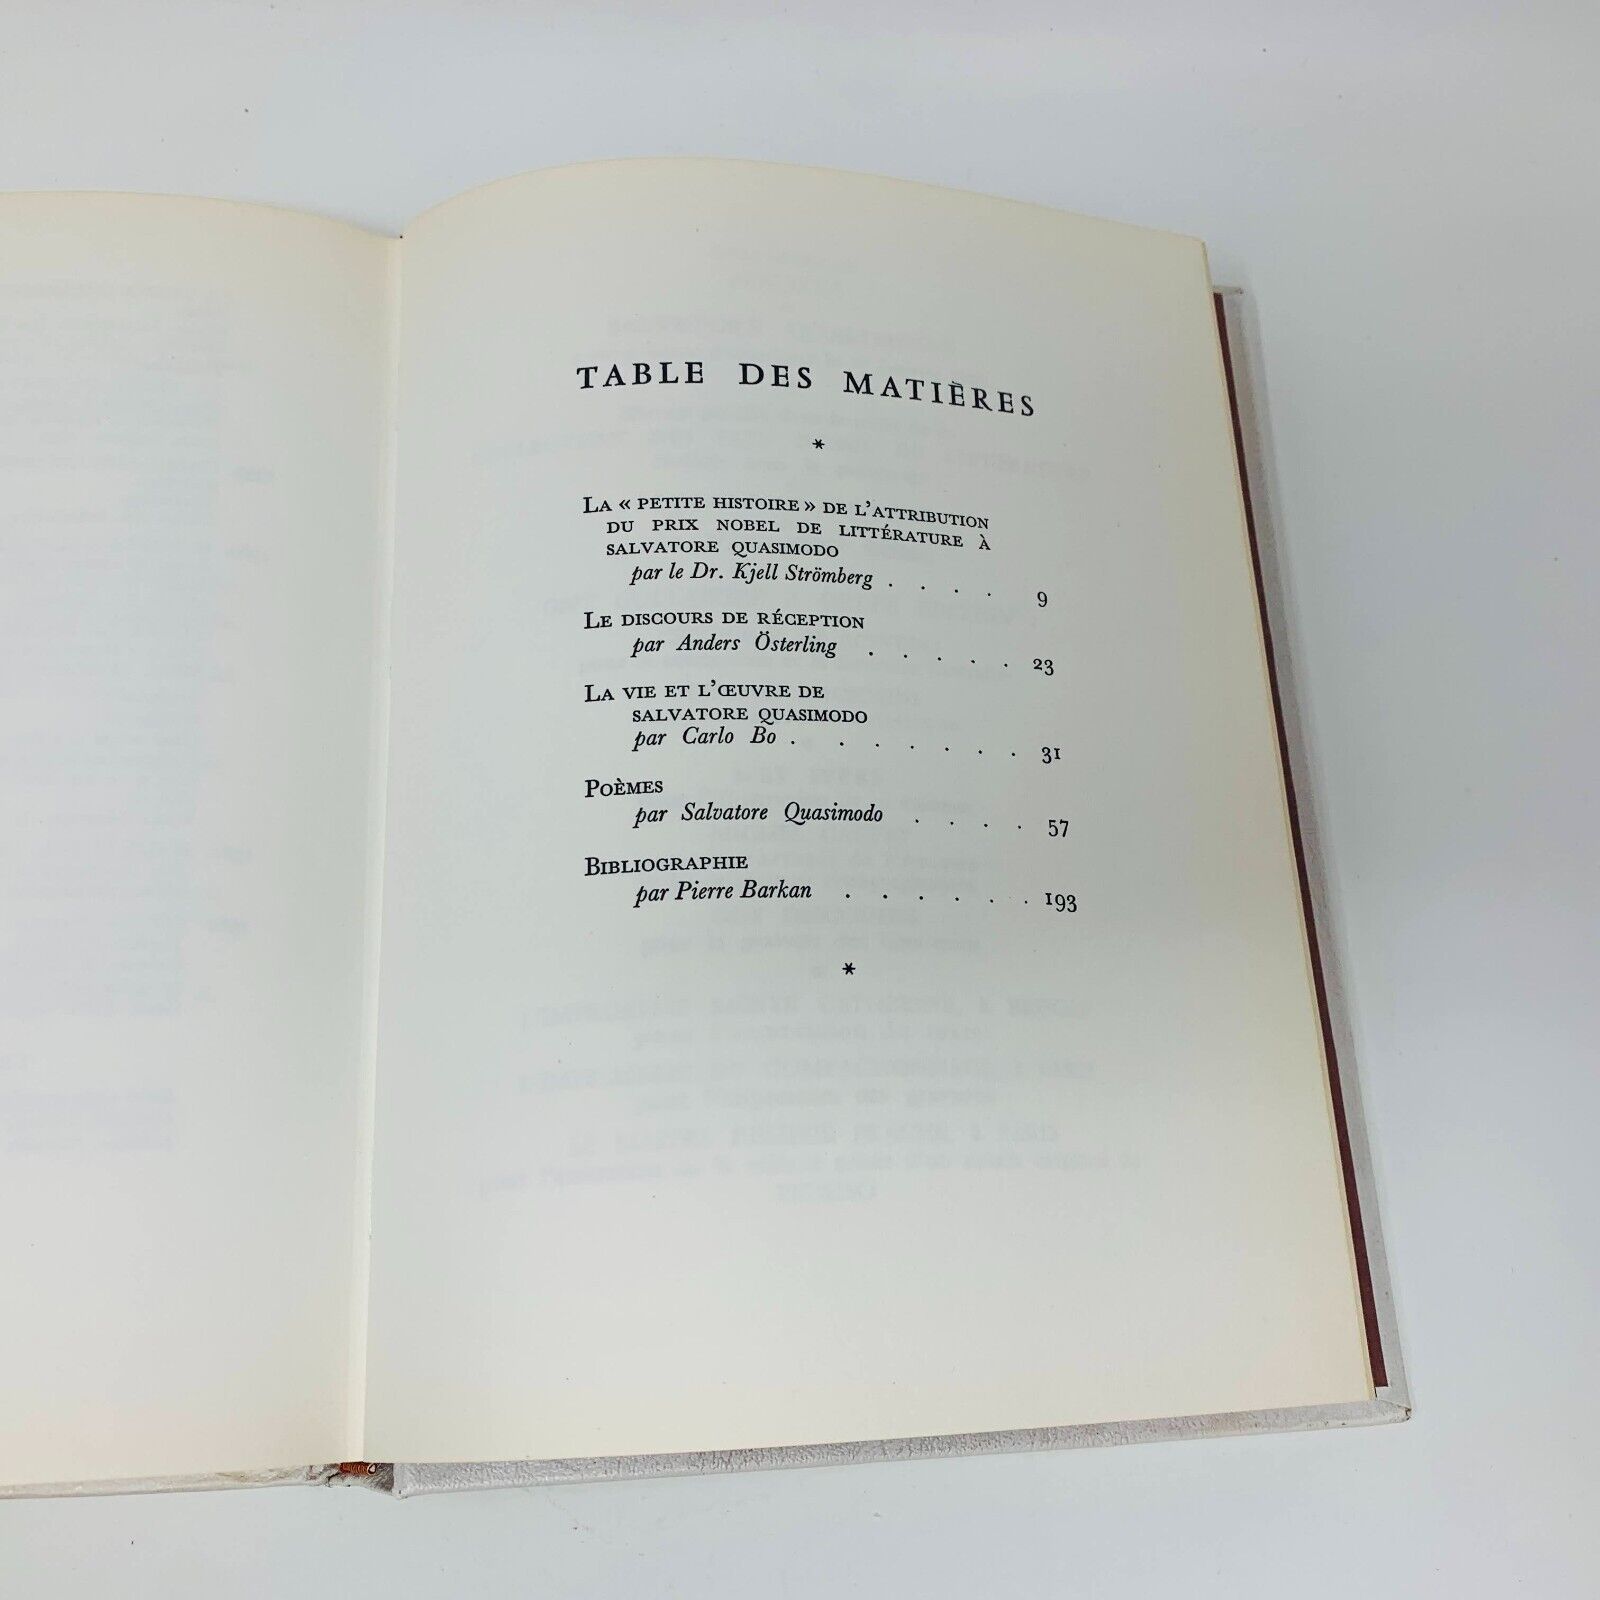 TABLE DES MATIÈRES
*
La « petite histoire » de l'attribution
du prix Nobel de littérature à
Salvatore Quasimodo
par le Dr. Kjell Strömberg . . . . 9
Le discours de réception
par Anders Österling . . . . . 23
La vie et l'œuvre de
Salvatore Quasimodo
par Carlo Bo . . . . . . . 31
Poèmes
par Salvatore Quasimodo . . . . 57
Bibliographie
par Pierre Barkan . . . . . . 193
*